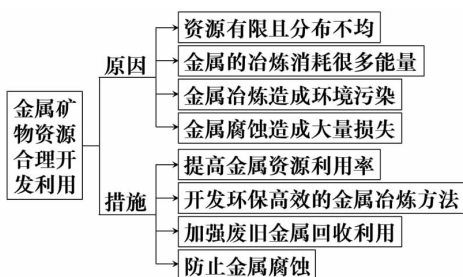 金属矿
物资源
合理开
发利用
原因
资源有限且分布不均
金属的冶炼消耗很多能量
金属冶炼造成环境污染
金属腐蚀造成大量损失
措施
提高金属资源利用率
开发环保高效的金属冶炼方法
加强废旧金属回收利用
防止金属腐蚀